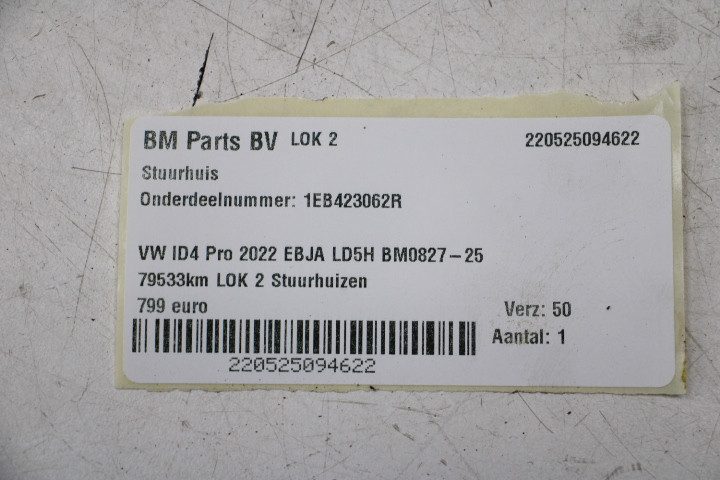 BM Parts BV LOK 2 220525094622
Stuurhuis
Onderdeelnummer: 1EB423062R
VW ID4 Pro 2022 EBJA LD5H BM0827-25
79533km LOK 2 Stuurhuizen
799 euro Verz: 50
Aantal: 1
220525094622